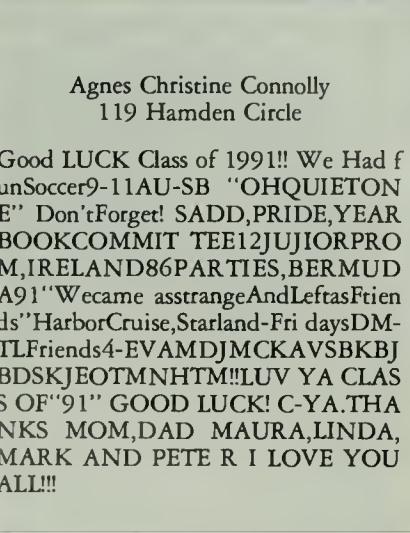 Agnes Christine Connolly
119 Hamden Circle
Good LUCK Class of 1991!! We Had f
unSoccer9-11AU-SB "OHQUIETON
E" Don'tForget! SADD,PRIDE,YEAR
BOOKCOMMIT TEE12JUJIORPRO
M,IRELAND86PARTIES,BERMUD
A91"Wecame asstrangeAndLeftasFtien
ds"HarborCruise,Starland-Fri daysDM-
TLFriends4-EVAMDJMCKAVSBKBJ
BDSKJEOTMNHTM!!LUV YA CLAS
S OF"91" GOOD LUCK! C-YA.THA
NKS MOM,DAD MAURA,LINDA,
MARK AND PETE R I LOVE YOU
ALL!!!